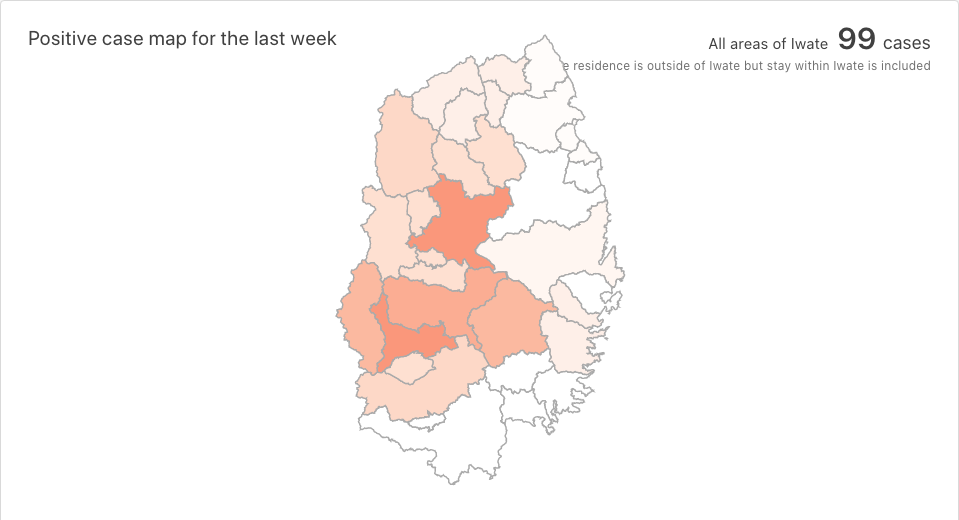 Positive case map for the last week
All areas of Iwate 99 cases
residence is outside of Iwate but stay within Iwate is included